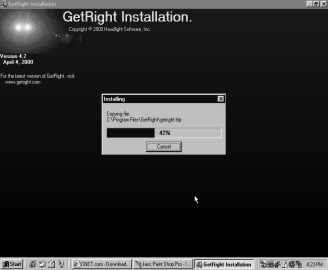 GetRight Installation
GetRight Installation.
Copyright © 2000 Headlight Software, Inc.
Version 4.2
April 4, 2000
For the latest version of GetRight, visit
www.getright.com
Installing
Copying file:
C:\Program Files\GetRight\getright.hlp
42%
Cancel
Start
CNET.com - Download...
Jasc Paint Shop Pro - I...
GetRight Installation
4:23 PM